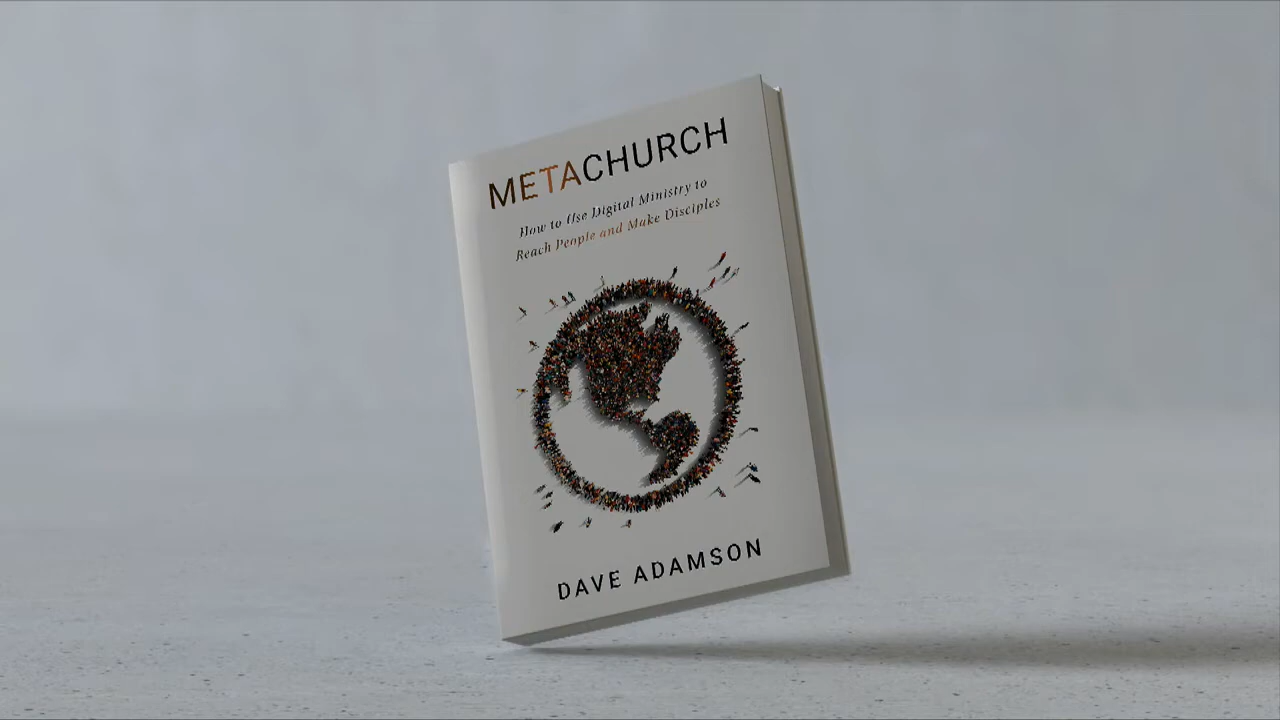 METACHURCH
How to Use Digital Ministry to
Reach People and Make Disciples
DAVE ADAMSON